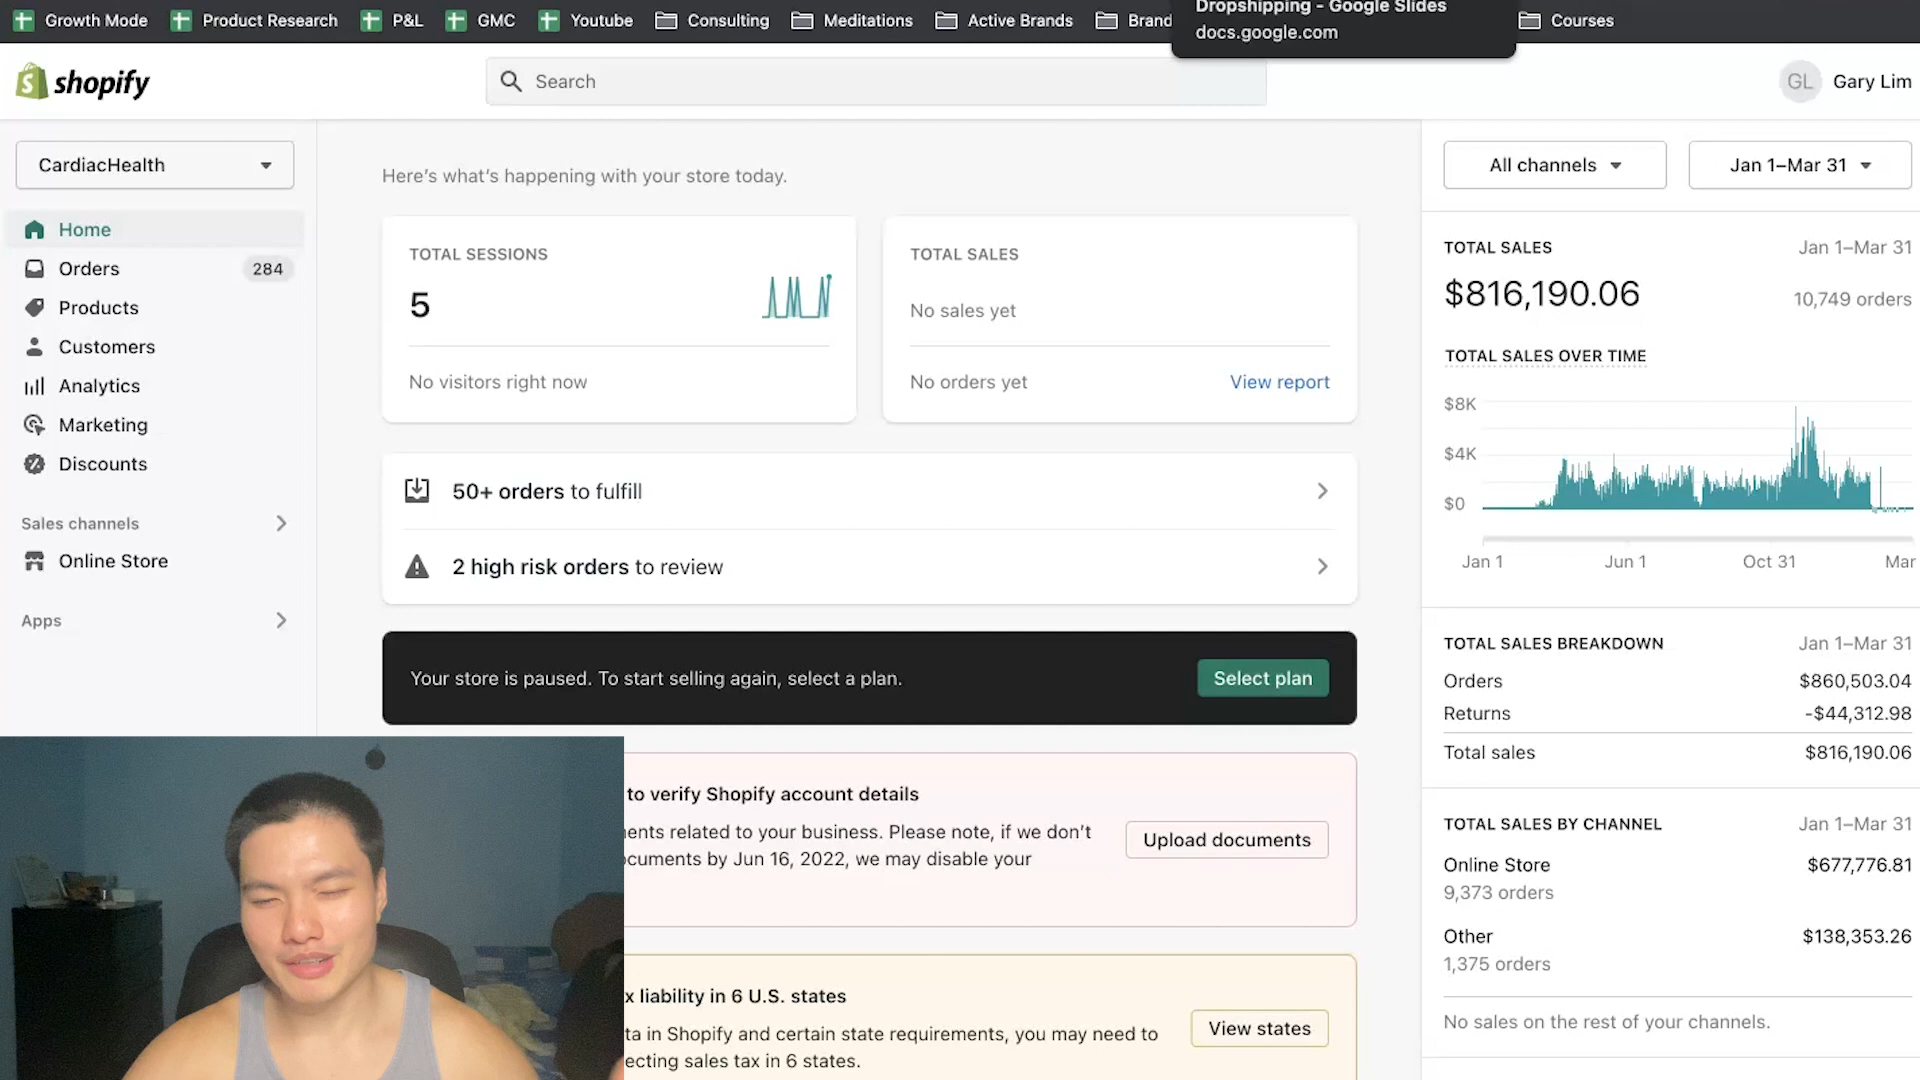 Growth Mode
Product Research
P&L
GMC
Youtube
Consulting
Meditations
Active Brands
Brand
Dropshipping - Google Slides
docs.google.com
Courses
shopify
Search
GL
Gary Lim
CardiacHealth
Home
Orders
284
Products
Customers
Analytics
Marketing
Discounts
Sales channels
Online Store
Apps
Here's what's happening with your store today.
TOTAL SESSIONS
5
No visitors right now
TOTAL SALES
No sales yet
No orders yet
View report
50+ orders to fulfill
2 high risk orders to review
Your store is paused. To start selling again, select a plan.
Select plan
to verify Shopify account details
ents related to your business. Please note, if we don't
ocuments by Jun 16, 2022, we may disable your
Upload documents
x liability in 6 U.S. states
ta in Shopify and certain state requirements, you may need to
ecting sales tax in 6 states.
View states
All channels
Jan 1–Mar 31
TOTAL SALES
Jan 1–Mar 31
$816,190.06
10,749 orders
TOTAL SALES OVER TIME
$8K
$4K
$0
Jan 1
Jun 1
Oct 31
Mar
TOTAL SALES BREAKDOWN
Jan 1–Mar 31
Orders
$860,503.04
Returns
-$44,312.98
Total sales
$816,190.06
TOTAL SALES BY CHANNEL
Jan 1–Mar 31
Online Store
$677,776.81
9,373 orders
Other
$138,353.26
1,375 orders
No sales on the rest of your channels.